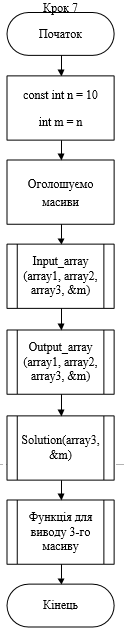 Крок 7
Початок
const int n = 10
int m = n
Оголошуємо
масиви
Input_array
(array1, array2,
array3, &m)
Output_array
(array1, array2,
array3, &m)
Solution(array3,
&m)
Функція для
виводу 3-го
масиву
Кінець